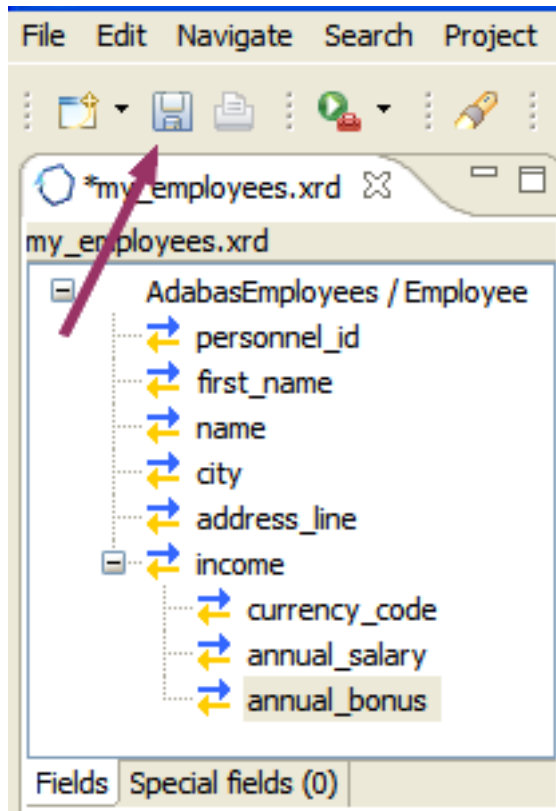 File Edit Navigate Search Project
*my_employees.xrd
my_employees.xrd
AdabasEmployees / Employee
personnel_id
first_name
name
city
address_line
income
currency_code
annual_salary
annual_bonus
Fields Special fields (0)